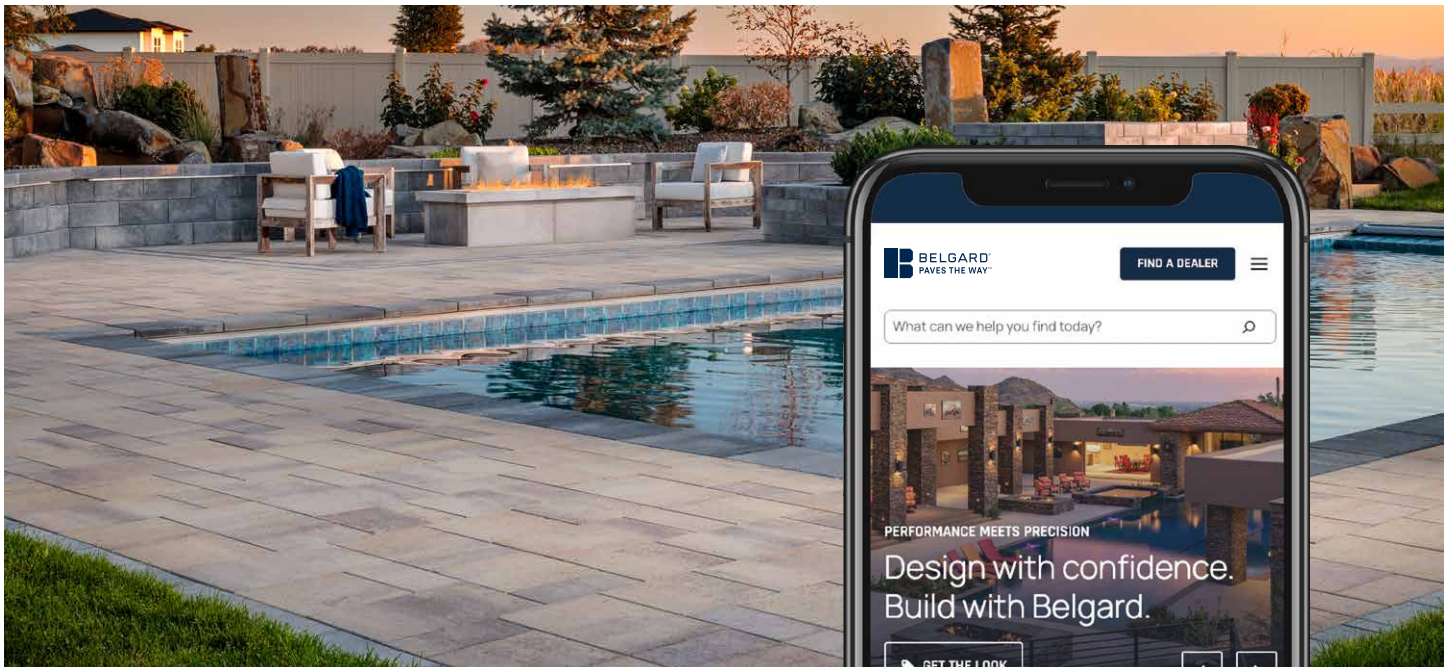 BELGARD®
PAVES THE WAY™
FIND A DEALER
What can we help you find today?
PERFORMANCE MEETS PRECISION
Design with confidence.
Build with Belgard.
GET THE LOOK